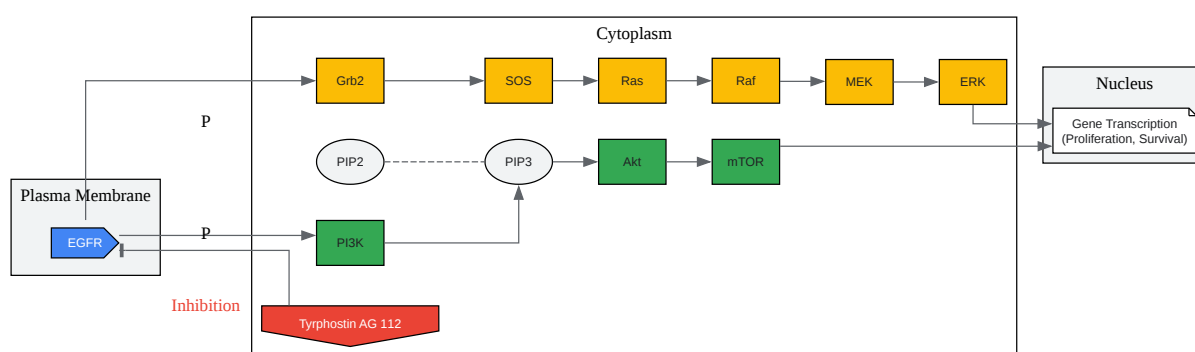 Cytoplasm
Grb2
SOS
Ras
Raf
MEK
ERK
Nucleus
Gene Transcription
(Proliferation, Survival)
P
PIP2
PIP3
Akt
mTOR
Plasma Membrane
EGFR
P
PI3K
Inhibition
Tyrphostin AG 112